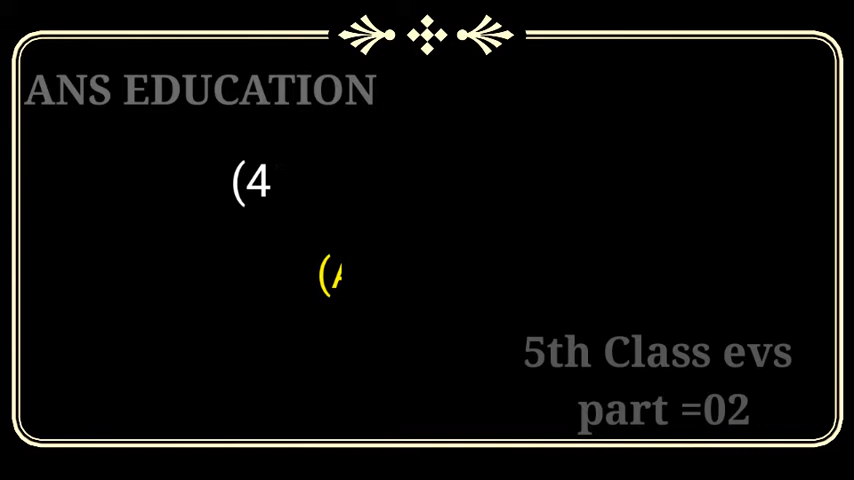 ANS EDUCATION
(4
(A
5th Class evs
part =02